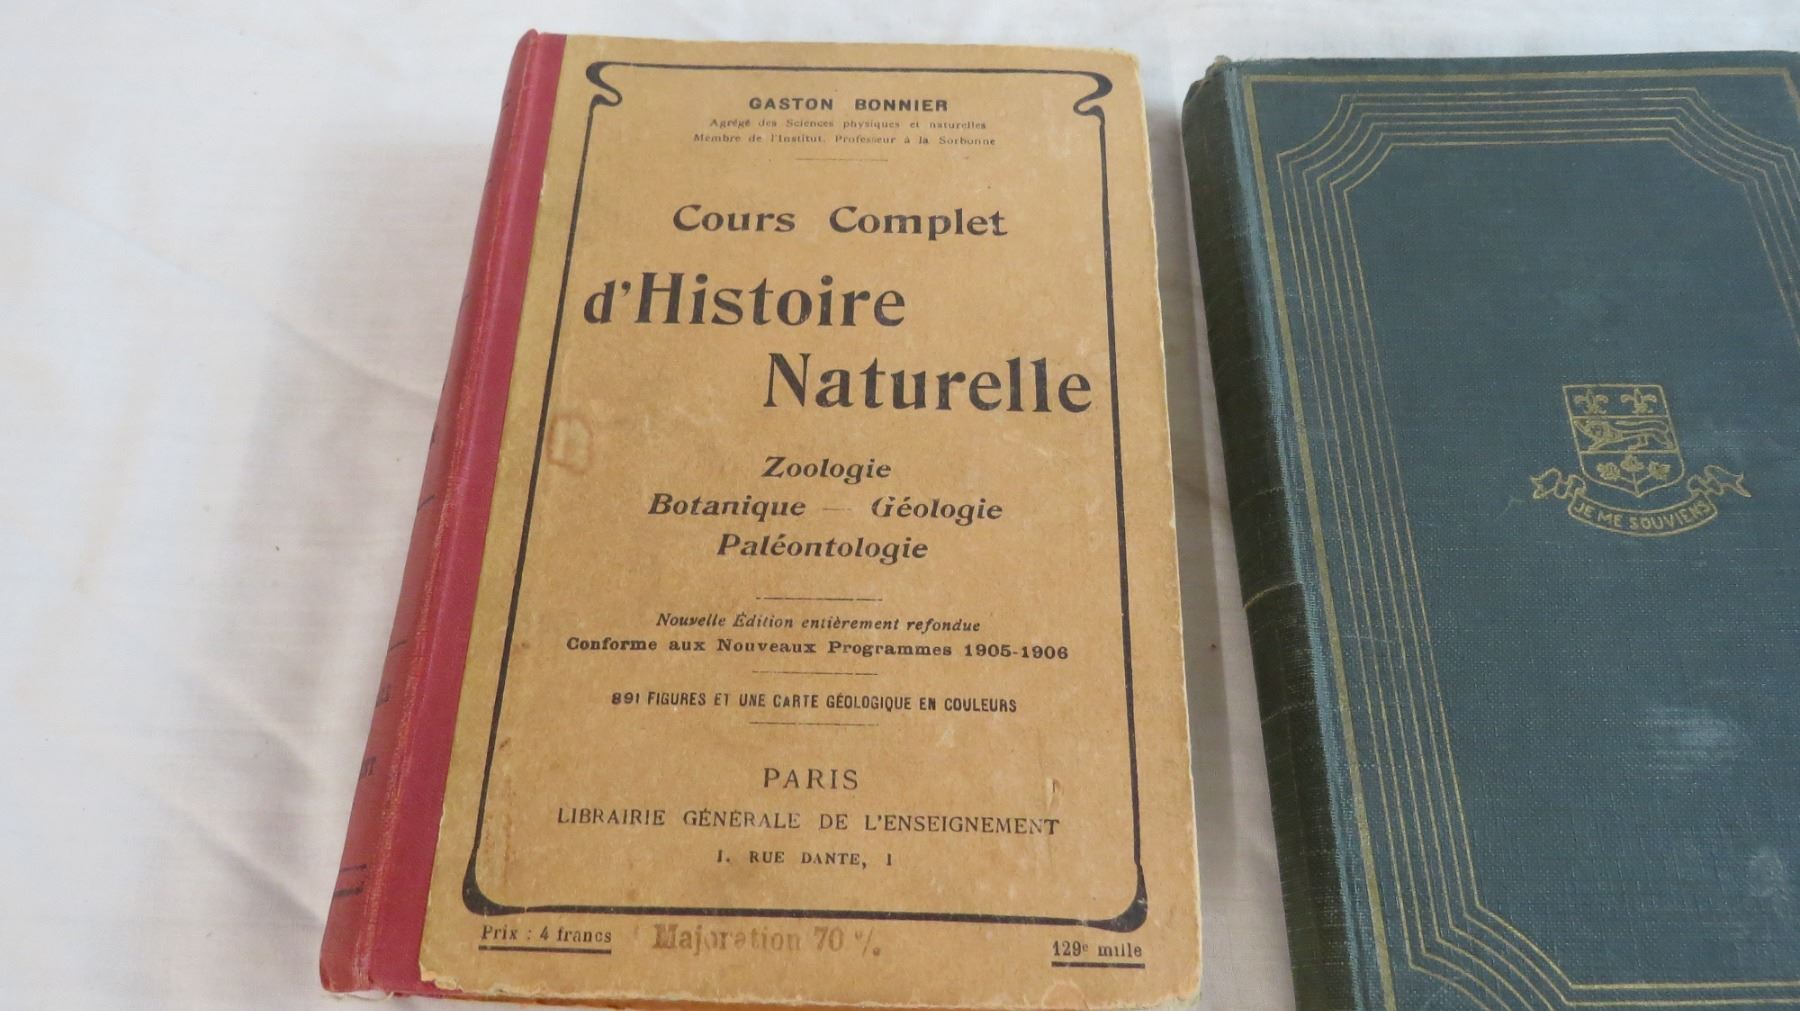 GASTON BONNIER
Agrégé des Sciences physiques et naturelles
Membre de l'Institut. Professeur à la Sorbonne
Cours Complet
d'Histoire
Naturelle
Zoologie
Botanique — Géologie
Paléontologie
Nouvelle Édition entièrement refondue
Conforme aux Nouveaux Programmes 1905-1906
891 FIGURES ET UNE CARTE GÉOLOGIQUE EN COULEURS
PARIS
LIBRAIRIE GÉNÉRALE DE L'ENSEIGNEMENT
1. RUE DANTE, 1
Prix : 4 francs
Majoration 70 %
129e mille
JE ME SOUVIENS